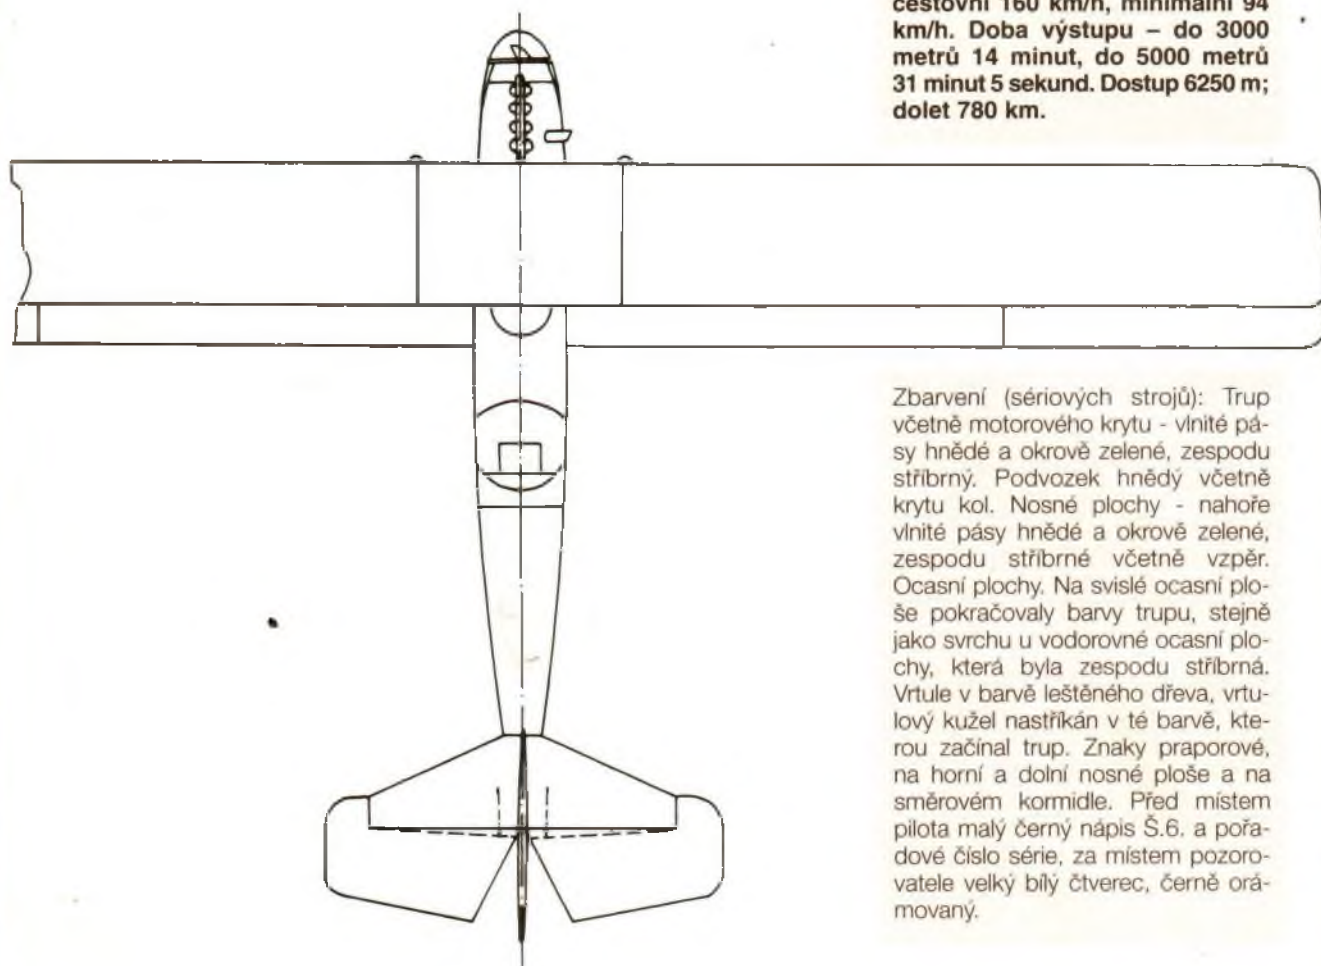 cestovní 160 km/h, minimální 94
km/h. Doba výstupu – do 3000
metrů 14 minut, do 5000 metrů
31 minut 5 sekund. Dostup 6250 m;
dolet 780 km.
Zbarvení (sériových strojů): Trup
včetně motorového krytu - vlnité pá-
sy hnědé a okrově zelené, zespodu
stříbrný. Podvozek hnědý včetně
krytu kol. Nosné plochy - nahoře
vlnité pásy hnědé a okrově zelené,
zespodu stříbrné včetně vzpěr.
Ocasní plochy. Na svislé ocasní plo-
še pokračovaly barvy trupu, stejně
jako svrchu u vodorovné ocasní plo-
chy, která byla zespodu stříbrná.
Vrtule v barvě leštěného dřeva, vrtu-
lový kužel nastříkán v té barvě, kte-
rou začínal trup. Znaky praporové,
na horní a dolní nosné ploše a na
směrovém kormidle. Před místem
pilota malý černý nápis Š.6. a pořa-
dové číslo série, za místem pozoro-
vatele velký bílý čtverec, černě orá-
movaný.